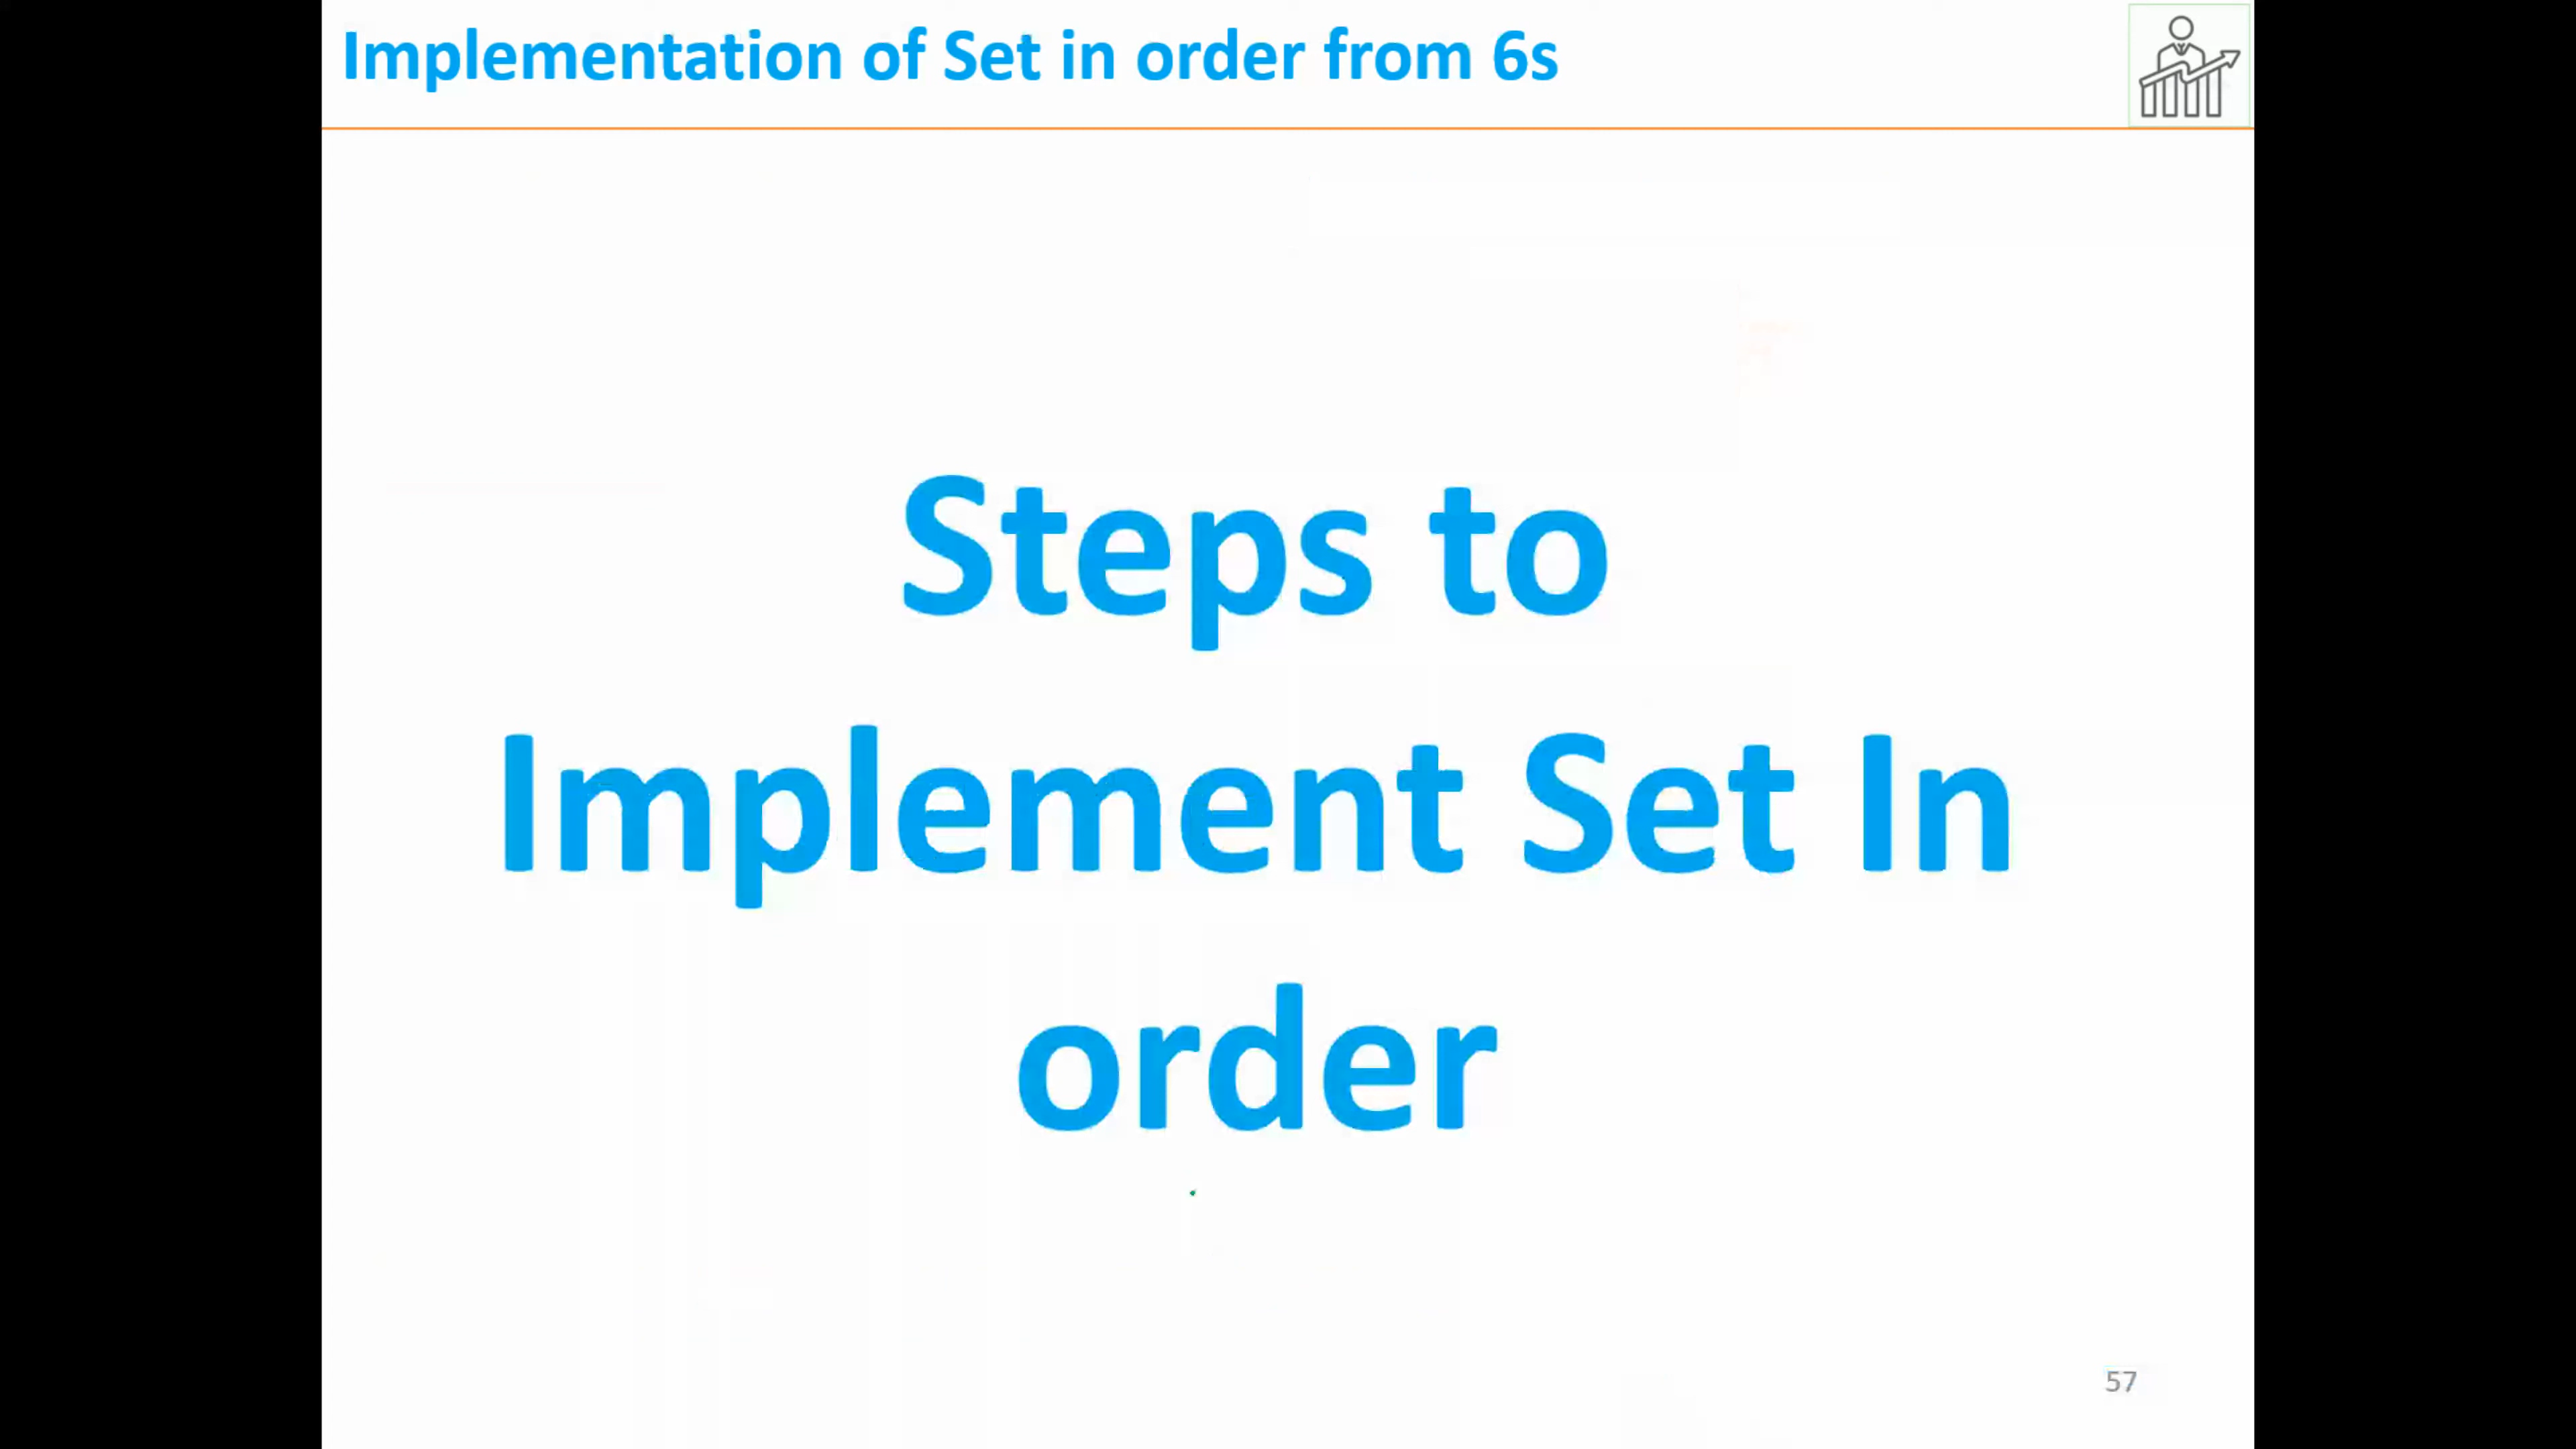 Implementation of Set in order from 6s
Steps to
Implement Set In
order
57